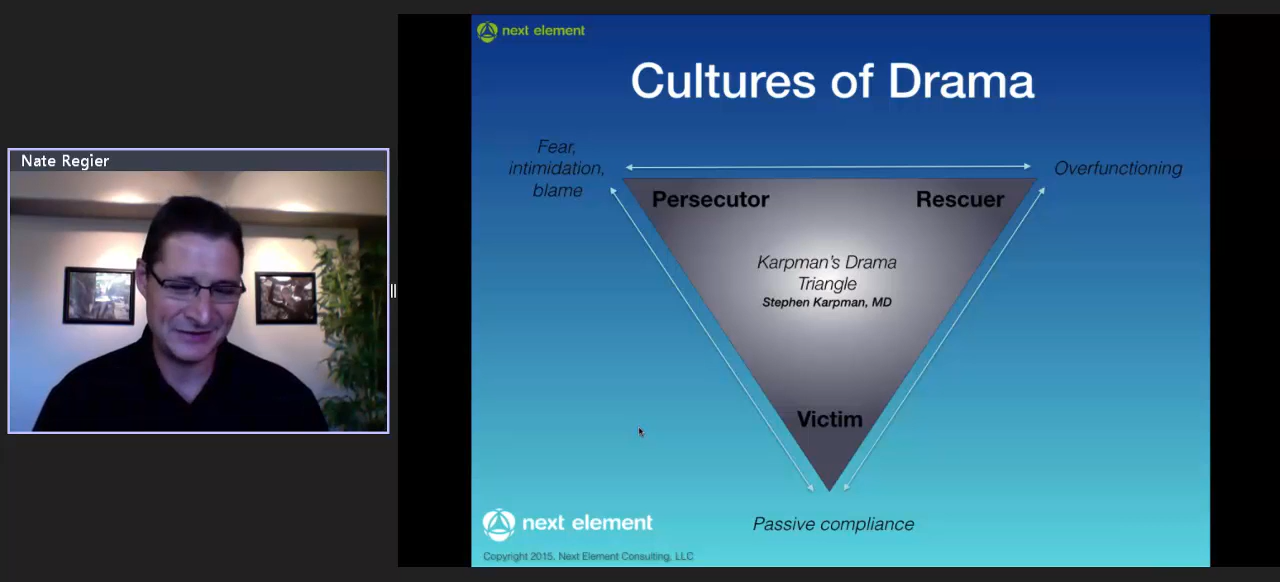 Nate Regier
next element
Cultures of Drama
Fear,
intimidation,
blame
Overfunctioning
Persecutor
Rescuer
Karpman's Drama
Triangle
Stephen Karpman, MD
Victim
next element
Passive compliance
Copyright 2015, Next Element Consulting, LLC